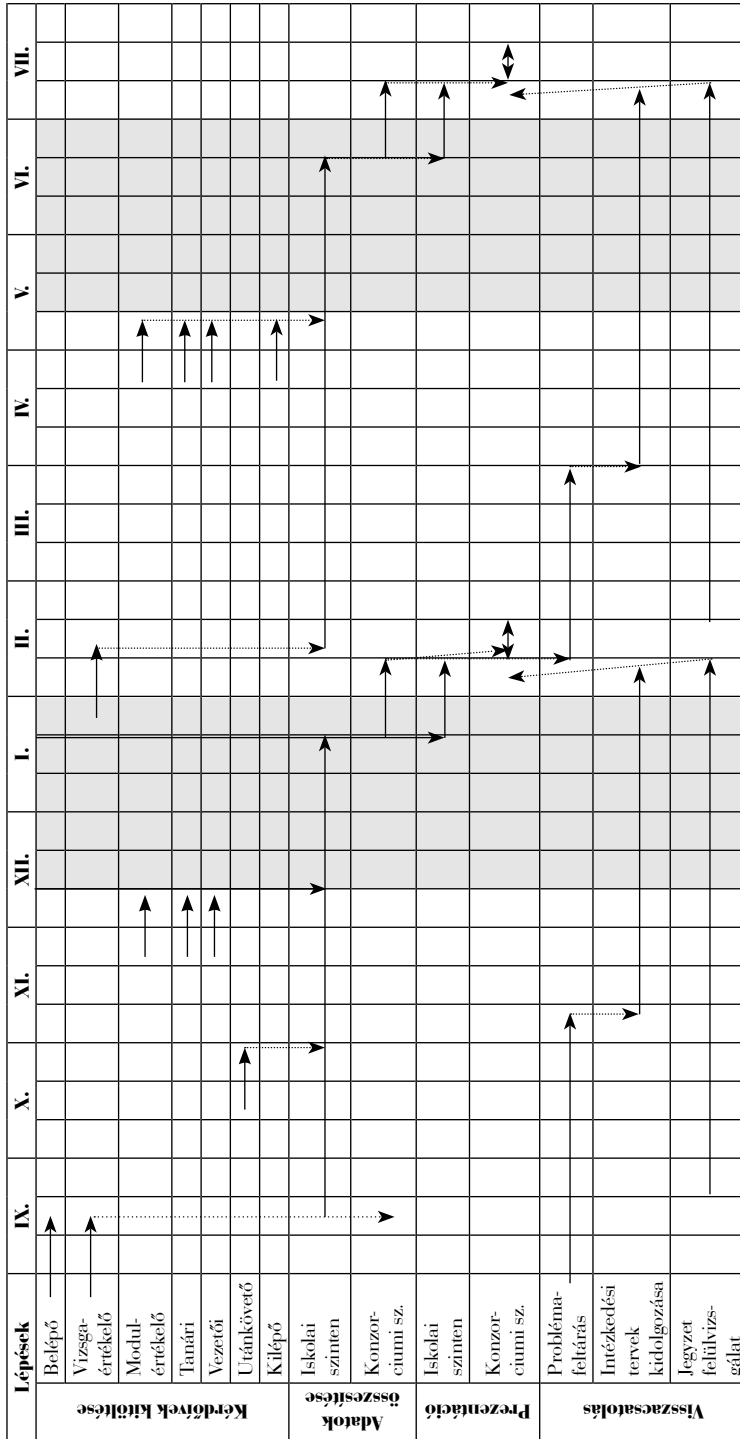 Lépések
IX.
X.
XI.
XII.
I.
II.
III.
IV.
V.
VI.
VII.
Kérdőívek kitöltése
Belépő
Vizsga-
értékelő
Modul-
értékelő
Tanári
Vezetői
Utánkövető
Kilépő
Adatok
összesítése
Iskolai
szinten
Konzor-
ciumi sz.
Prezentáció
Iskolai
szinten
Konzor-
ciumi sz.
Visszacsatolás
Probléma-
feltárás
Intézkedési
tervek
kidolgozása
Jegyzet
felülvizs-
gálat